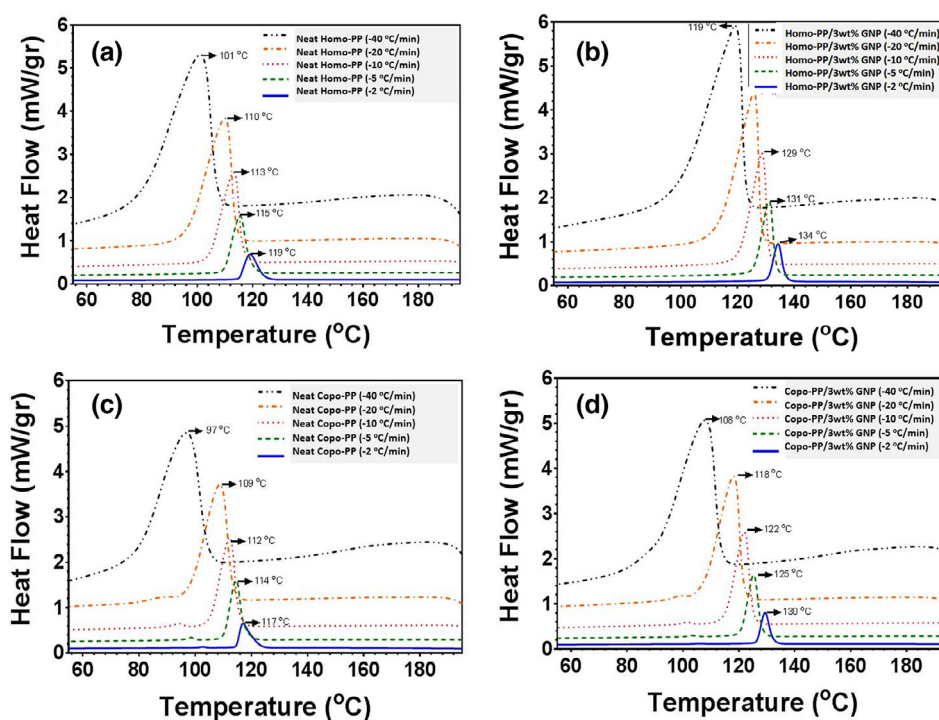 (a)
Neat Homo-PP (-40 °C/min)
Neat Homo-PP (-20 °C/min)
Neat Homo-PP (-10 °C/min)
Neat Homo-PP (-5 °C/min)
Neat Homo-PP (-2 °C/min)
101 °C
110 °C
113 °C
115 °C
119 °C
Heat Flow (mW/gr)
6
5
4
3
2
1
0
60 80 100 120 140 160 180
Temperature (°C)
(b)
Homo-PP/3wt% GNP (-40 °C/min)
Homo-PP/3wt% GNP (-20 °C/min)
Homo-PP/3wt% GNP (-10 °C/min)
Homo-PP/3wt% GNP (-5 °C/min)
Homo-PP/3wt% GNP (-2 °C/min)
119 °C
129 °C
131 °C
134 °C
Heat Flow (mW/gr)
6
5
4
3
2
1
0
60 80 100 120 140 160 180
Temperature (°C)
(c)
Neat Copo-PP (-40 °C/min)
Neat Copo-PP (-20 °C/min)
Neat Copo-PP (-10 °C/min)
Neat Copo-PP (-5 °C/min)
Neat Copo-PP (-2 °C/min)
97 °C
109 °C
112 °C
114 °C
117 °C
Heat Flow (mW/gr)
6
5
4
3
2
1
0
60 80 100 120 140 160 180
Temperature (°C)
(d)
Copo-PP/3wt% GNP (-40 °C/min)
Copo-PP/3wt% GNP (-20 °C/min)
Copo-PP/3wt% GNP (-10 °C/min)
Copo-PP/3wt% GNP (-5 °C/min)
Copo-PP/3wt% GNP (-2 °C/min)
108 °C
118 °C
122 °C
125 °C
130 °C
Heat Flow (mW/gr)
6
5
4
3
2
1
0
60 80 100 120 140 160 180
Temperature (°C)